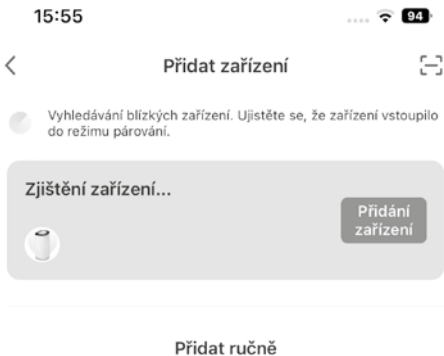 15:55
94
Přidat zařízení
Vyhledávání blízkých zařízení. Ujistěte se, že zařízení vstoupilo
do režimu párování.
Zjištění zařízení...
Přidání
zařízení
Přidat ručně